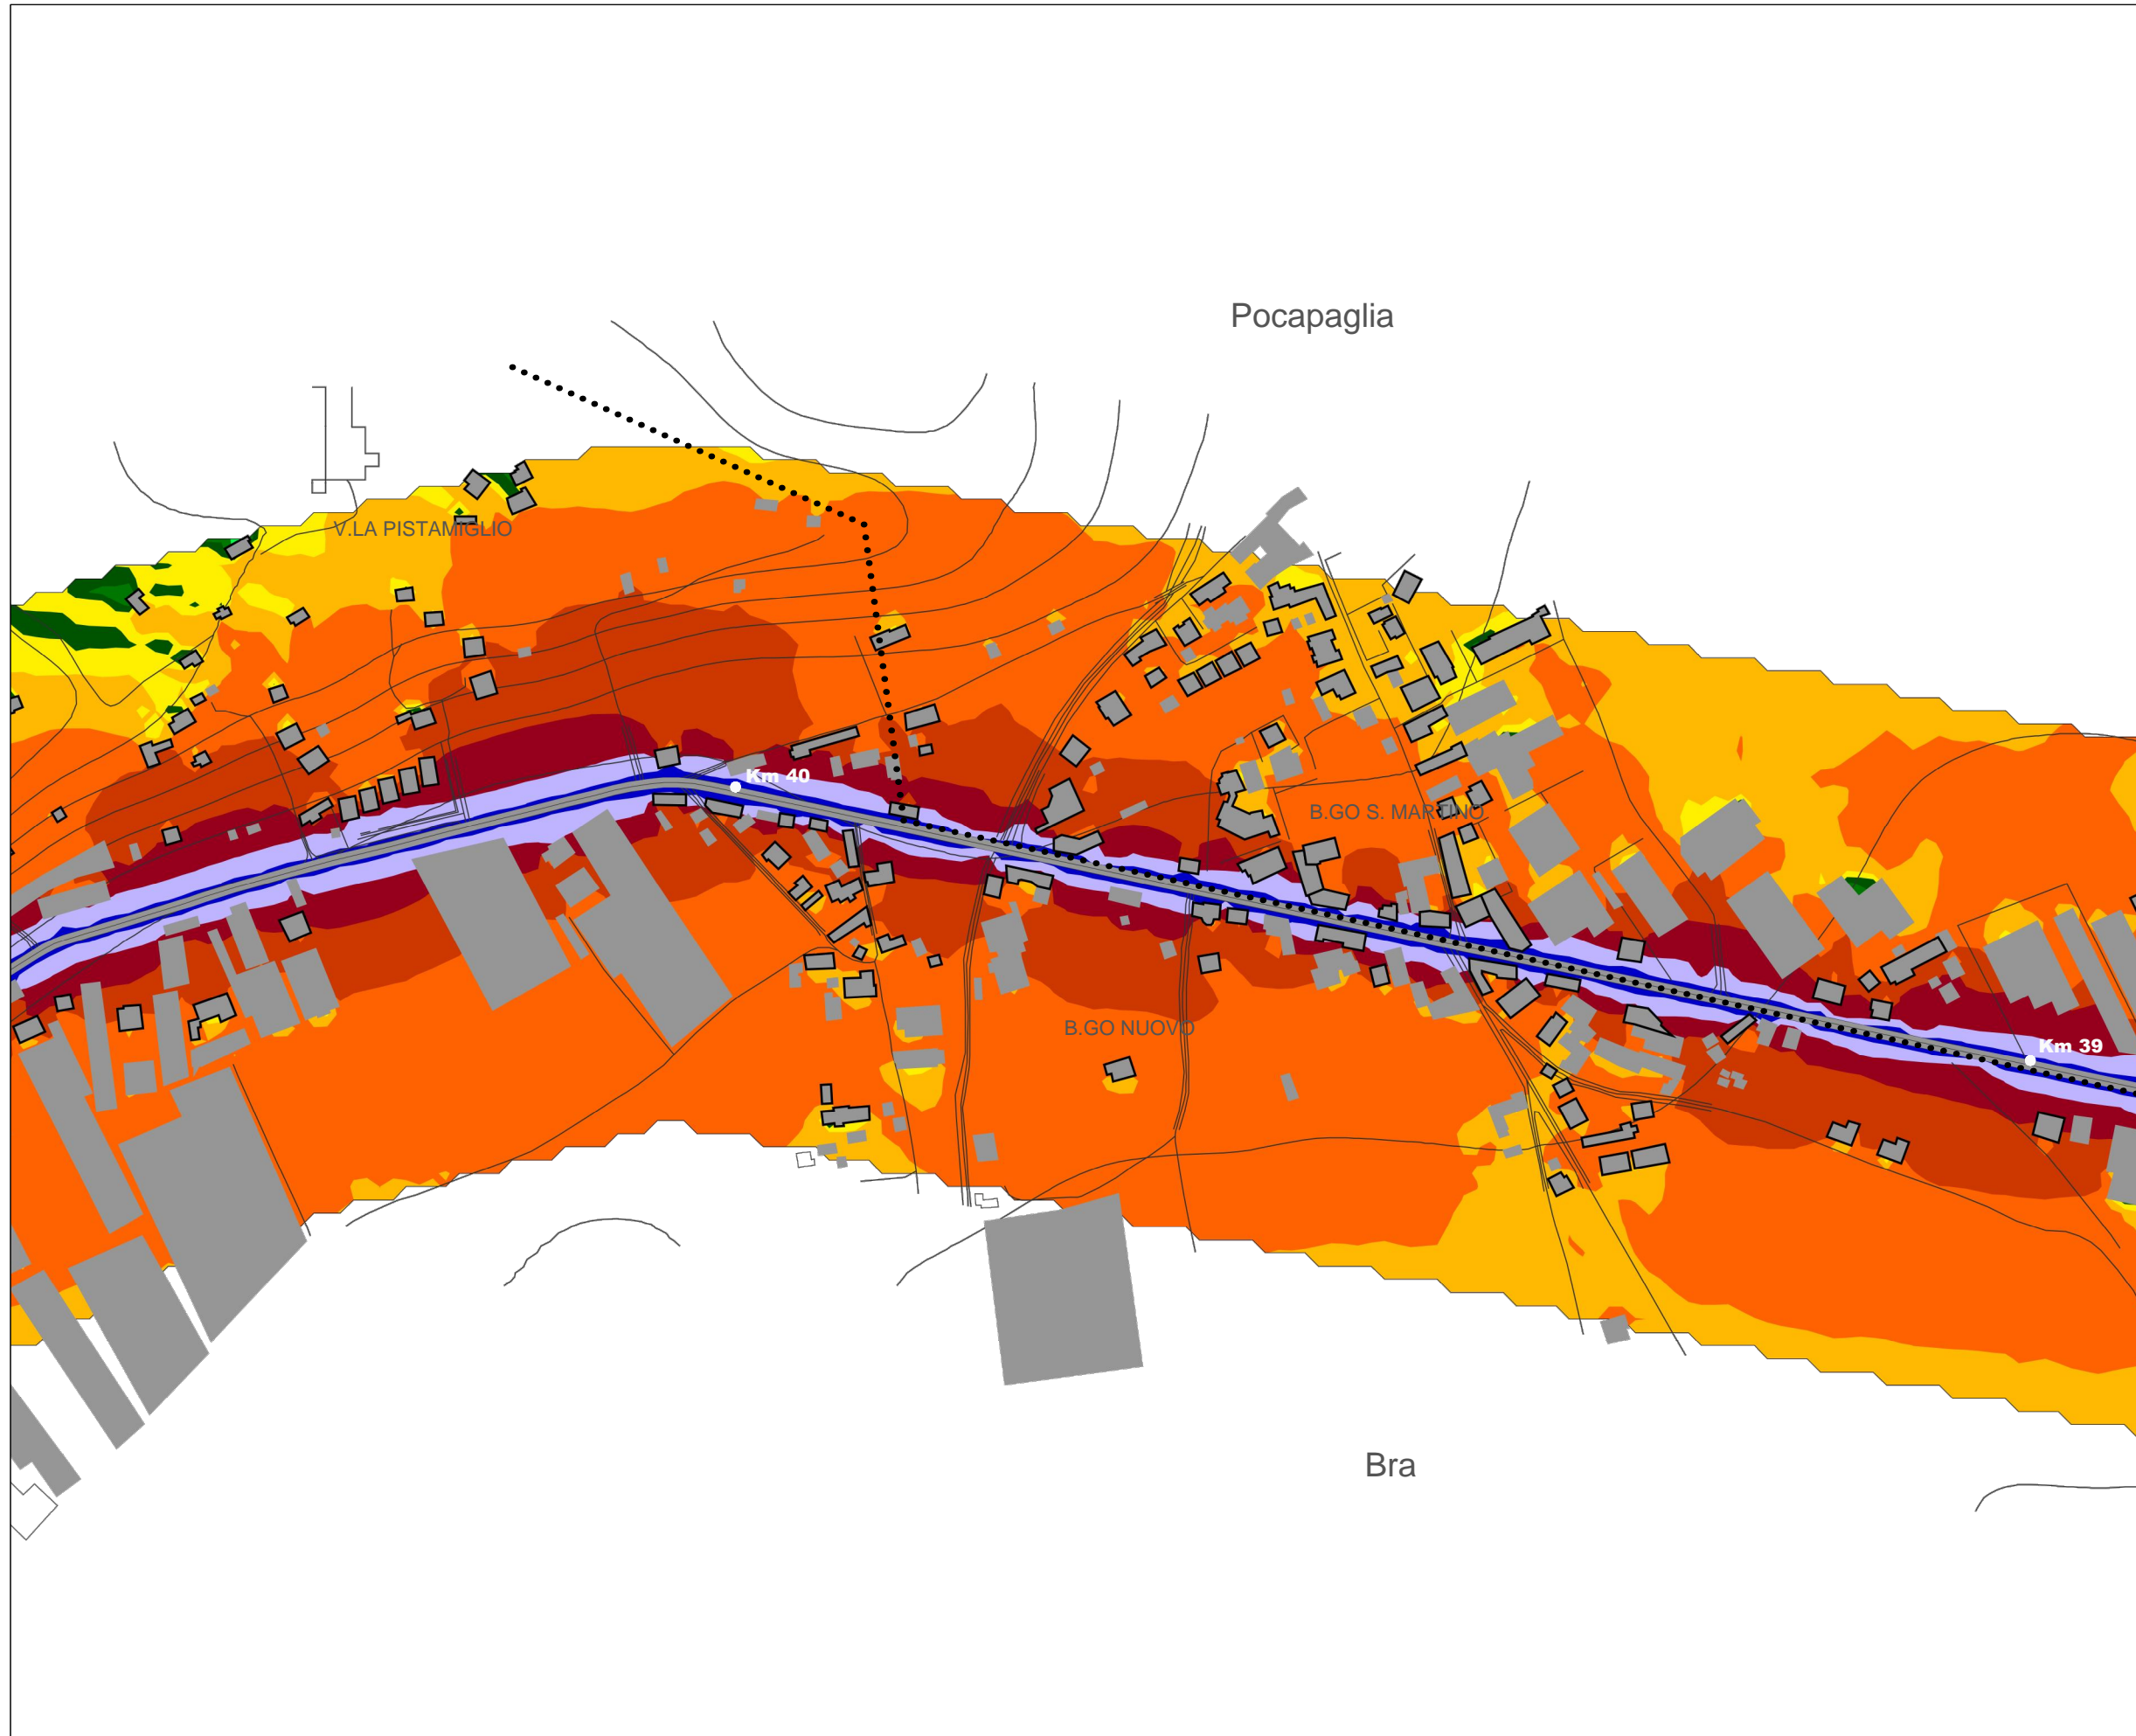 Pocapaglia
V.LA PISTAMIGLIO
Km 40
B.GO S. MARTINO
B.GO NUOVO
Km 39
Bra